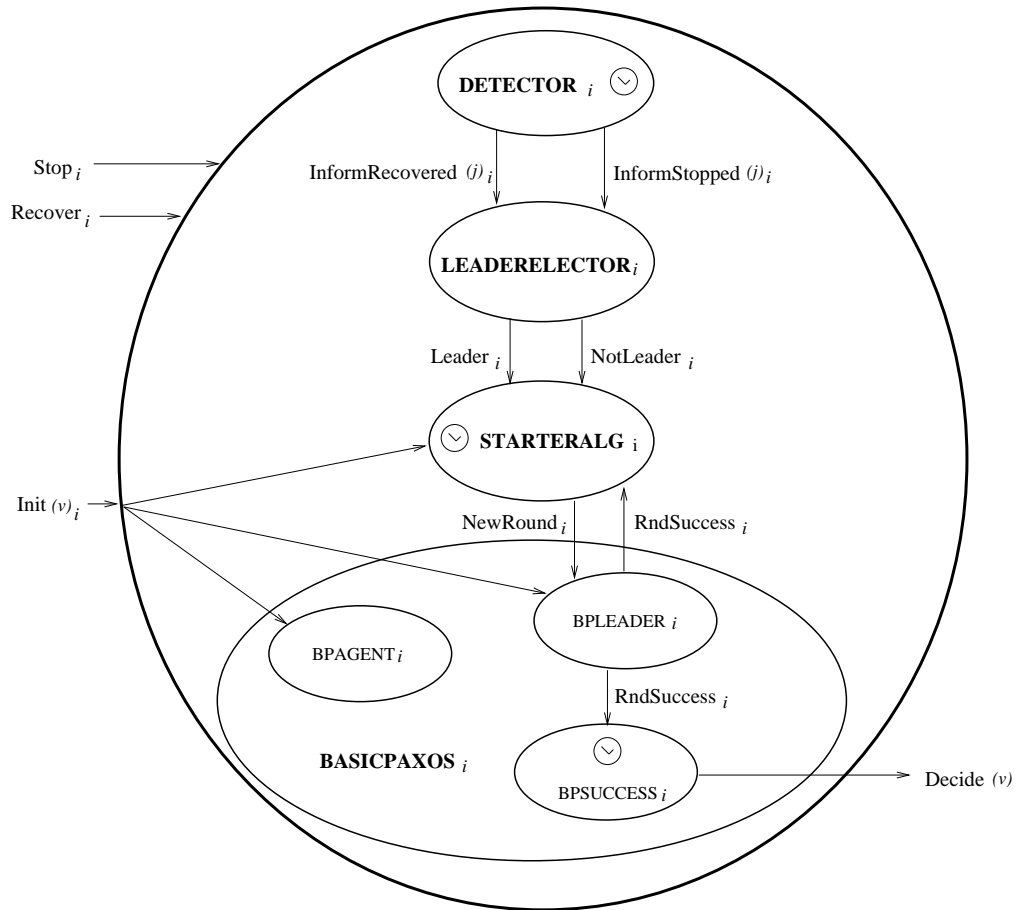 DETECTOR i
Stop i
InformRecovered (j) i
InformStopped (j) i
Recover i
LEADERELECTOR i
Leader i
NotLeader i
STARTERALG i
Init (v) i
NewRound i
RndSuccess i
BPLEADER i
BPAGENT i
RndSuccess i
BASICPAXOS i
BPSUCCESS i
Decide (v)